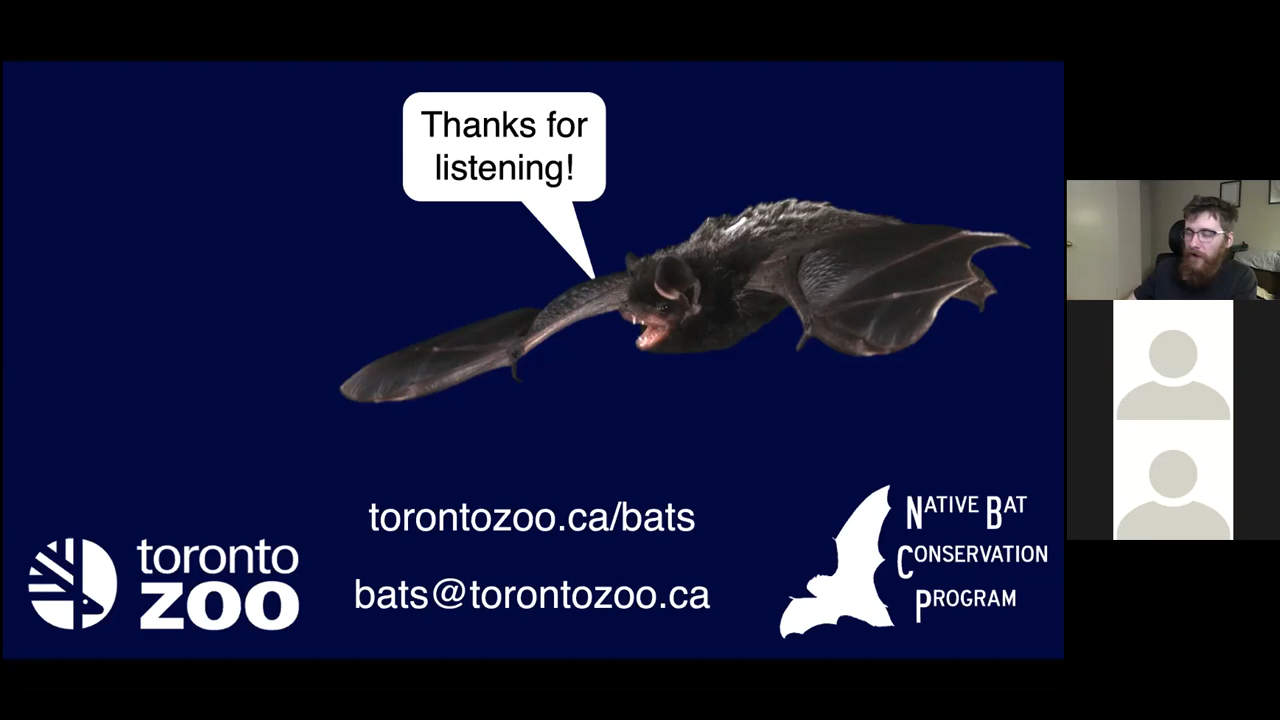 Thanks for
listening!
torontozoo.ca/bats
bats@torontozoo.ca
toronto
zoo
NATIVE BAT
CONSERVATION
PROGRAM